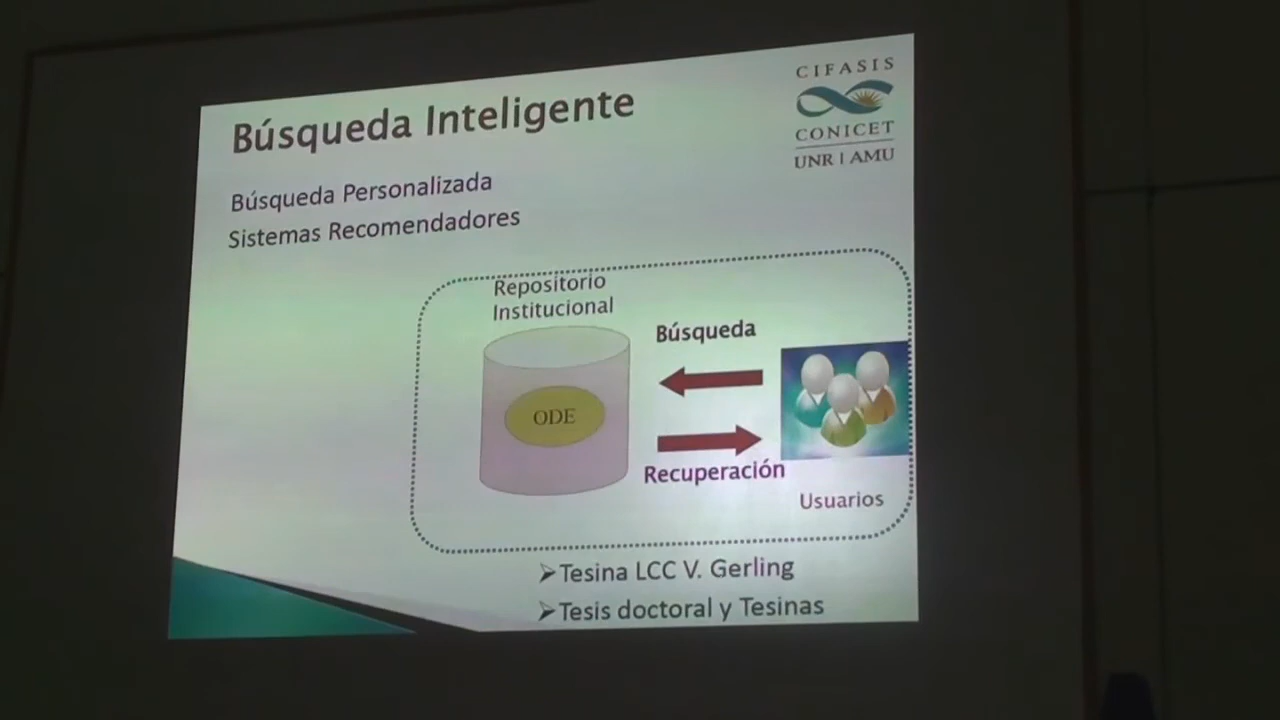 Búsqueda Inteligente
CIFASIS
CONICET
UNR | AMU
Búsqueda Personalizada
Sistemas Recomendadores
Repositorio
Institucional
Búsqueda
ODE
Recuperación
Usuarios
➢Tesina LCC V. Gerling
➢Tesis doctoral y Tesinas